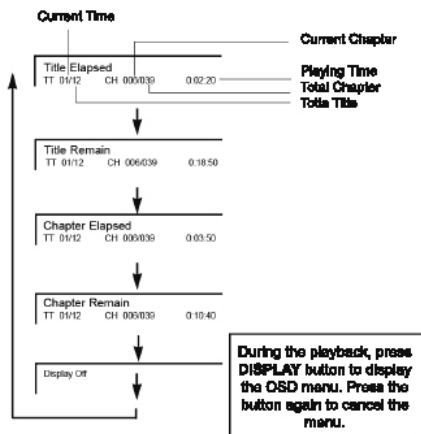 Current Time
Current Chapter
Title Elapsed
TT 01/12 CH 006/039 0:02:20
Playing Time
Total Chapter
Totle Title
Title Remain
TT 01/12 CH 006/039 0:18:50
Chapter Elapsed
TT 01/12 CH 006/039 0:03:50
Chapter Remain
TT 01/12 CH 006/039 0:10:40
Display Off
During the playback, press
DISPLAY button to display
the OSD menu. Press the
button again to cancel the
menu.